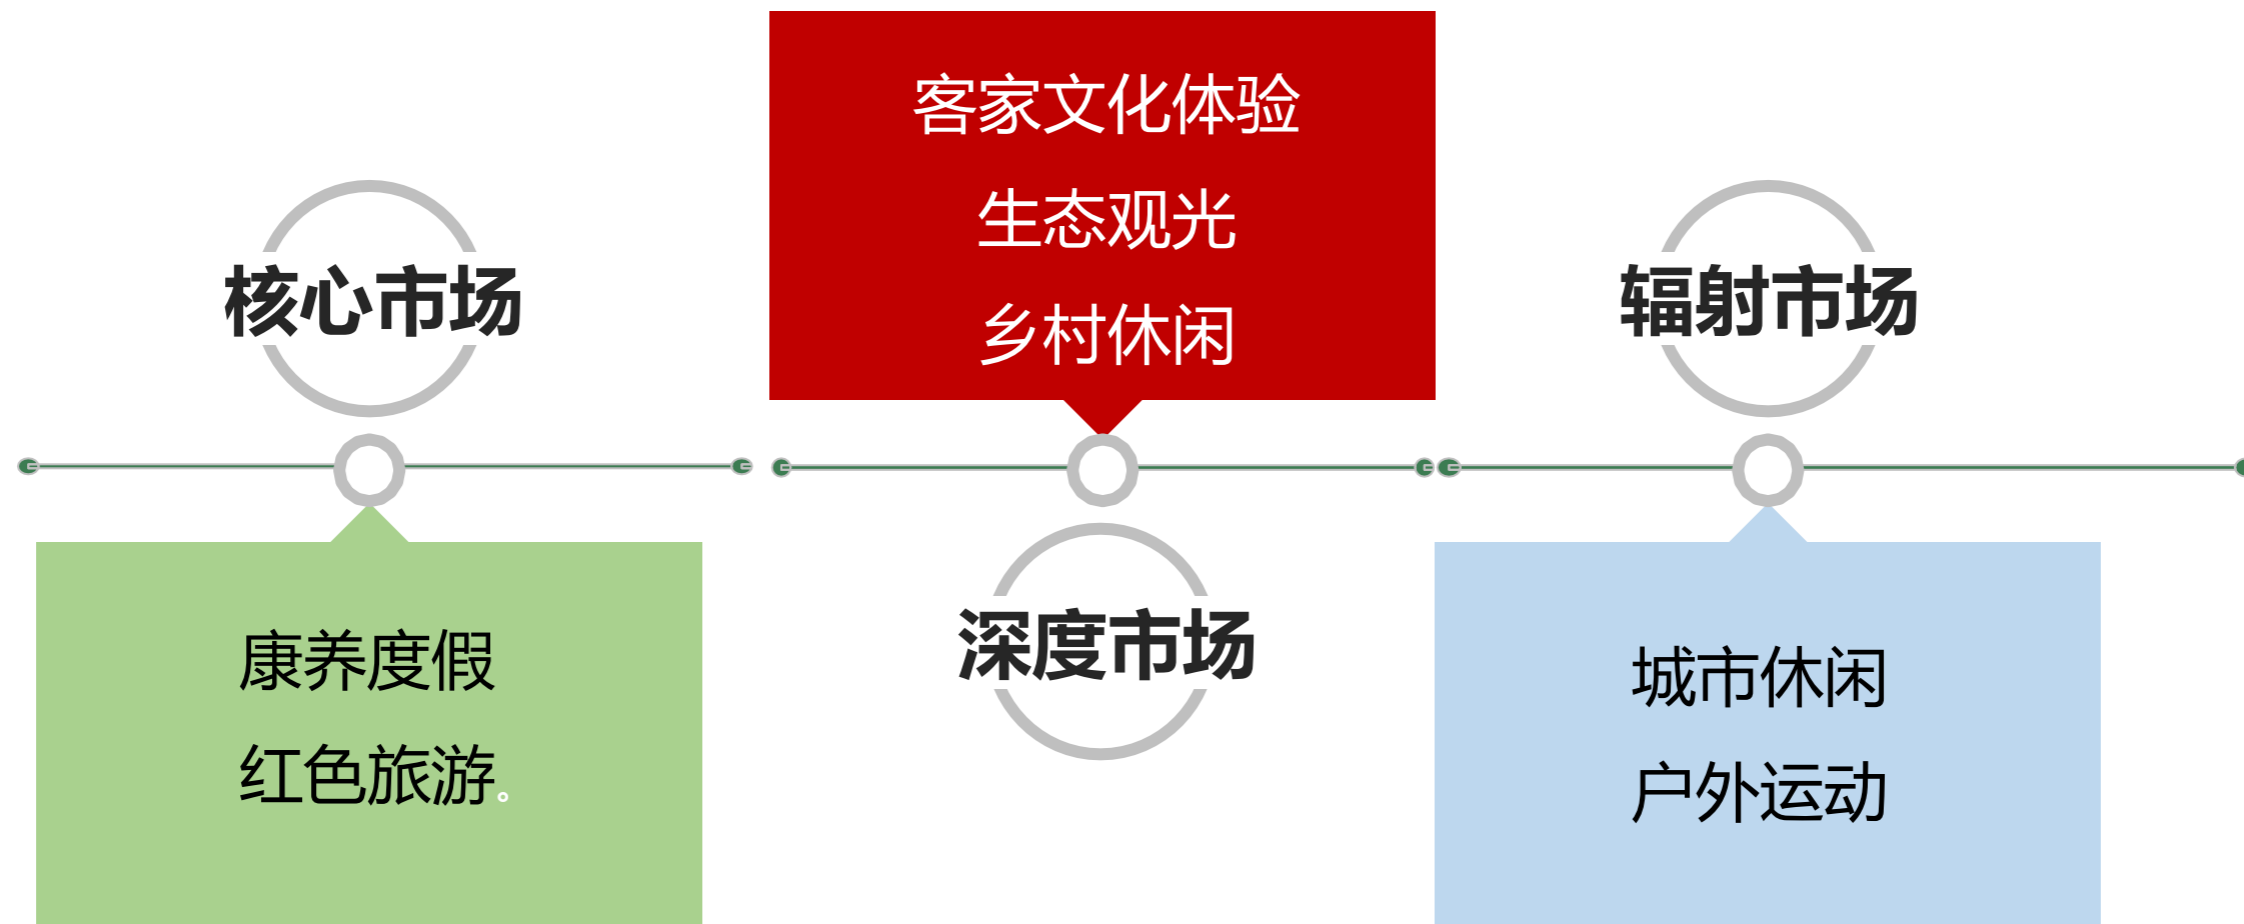 核心市场
康养度假
红色旅游。
客家文化体验
生态观光
乡村休闲
深度市场
辐射市场
城市休闲
户外运动